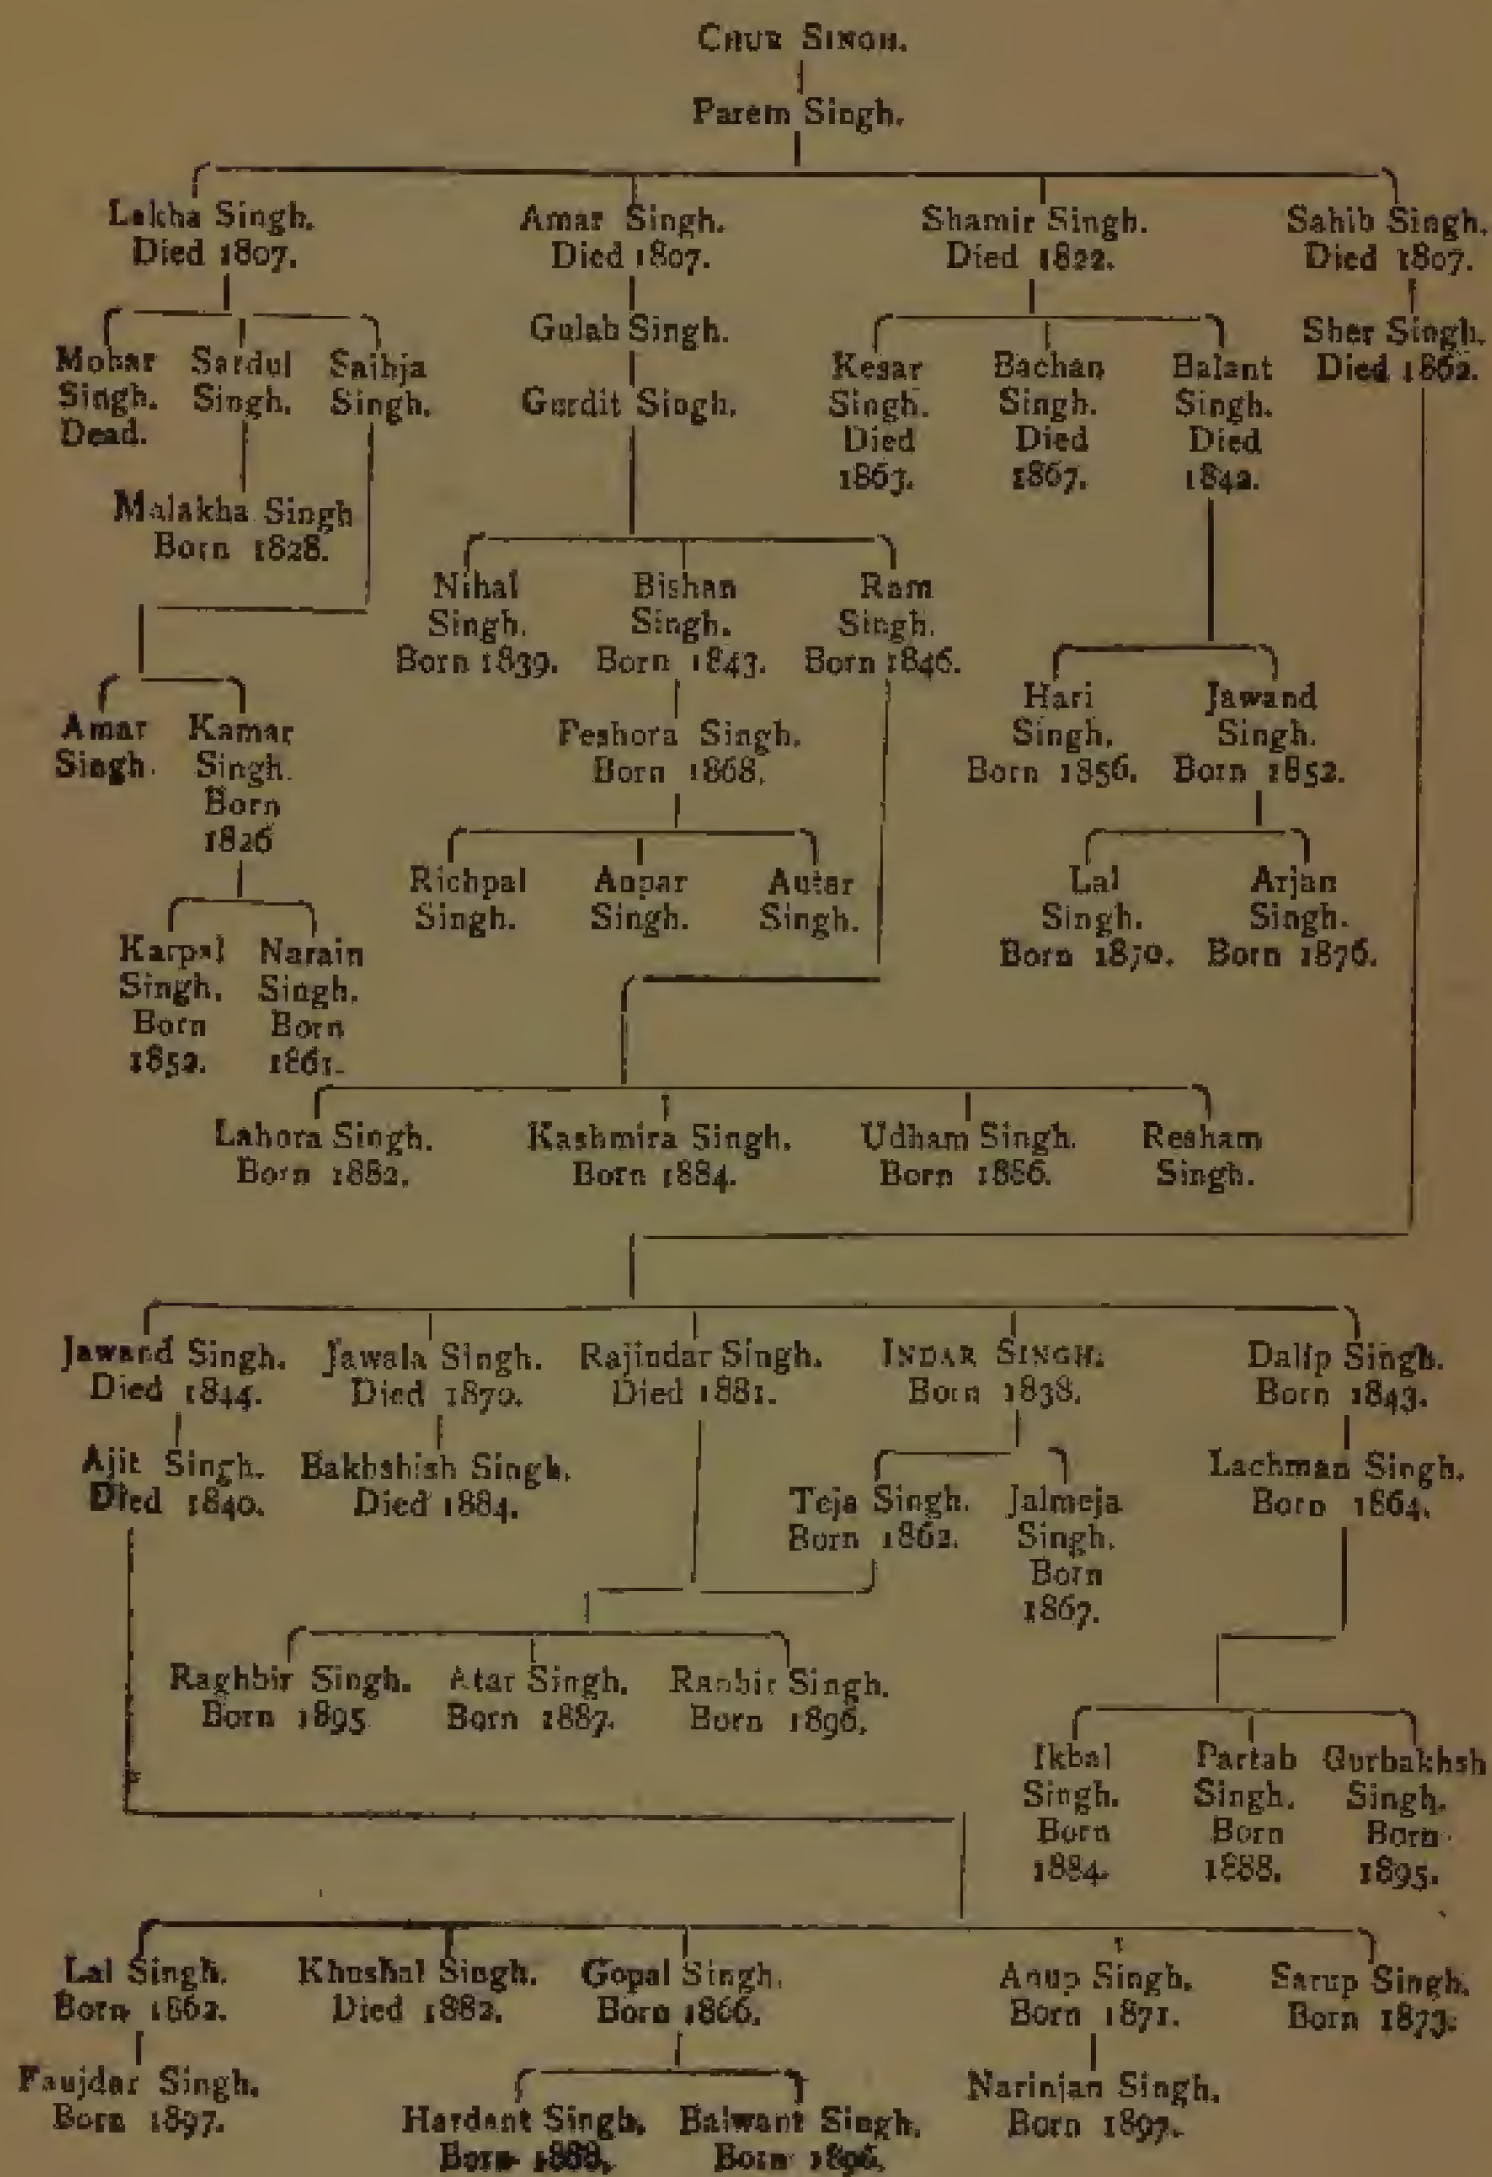 CHUR SINGH.
Parem Singh.
Lakha Singh.
Died 1807.
Amar Singh.
Died 1807.
Shamir Singh.
Died 1822.
Sahib Singh.
Died 1807.
Mohar
Singh.
Dead.
Sardul
Singh.
Saihja
Singh.
Gulab Singh.
Gurdit Singh.
Kesar
Singh.
Died
1863.
Bachan
Singh.
Died
1867.
Balant
Singh.
Died
1842.
Sher Singh.
Died 1862.
Malakha Singh
Born 1828.
Nihal
Singh.
Born 1839.
Bishan
Singh.
Born 1843.
Ram
Singh.
Born 1846.
Hari
Singh.
Born 1856.
Jawand
Singh.
Born 1852.
Amar
Singh.
Kamar
Singh.
Born
1826
Peshora Singh.
Born 1868.
Richpal
Singh.
Anpar
Singh.
Autar
Singh.
Lal
Singh.
Born 1870.
Arjan
Singh.
Born 1876.
Karpal
Singh.
Born
1852.
Narain
Singh.
Born
1861.
Lahora Singh.
Born 1882.
Kashmira Singh.
Born 1884.
Udham Singh.
Born 1886.
Resham
Singh.
Jawand Singh.
Died 1844.
Jawala Singh.
Died 1870.
Rajindar Singh.
Died 1881.
INDAR SINGH.
Born 1838.
Dalip Singh.
Born 1843.
Ajit Singh.
Died 1840.
Bakhshish Singh.
Died 1884.
Teja Singh.
Born 1862.
Jalmeja
Singh.
Born
1867.
Lachman Singh.
Born 1864.
Raghbir Singh.
Born 1895
Atar Singh.
Born 1887.
Ranbir Singh.
Born 1896.
Ikbal
Singh.
Born
1884.
Partab
Singh.
Born
1888.
Gurbakhsh
Singh.
Born
1895.
Lal Singh.
Born 1862.
Khushal Singh.
Died 1882.
Gopal Singh.
Born 1866.
Anup Singh.
Born 1871.
Sarup Singh.
Born 1873.
Faujdar Singh.
Born 1897.
Hardant Singh.
Born 1888.
Balwant Singh.
Born 1896.
Narinjan Singh.
Born 1897.